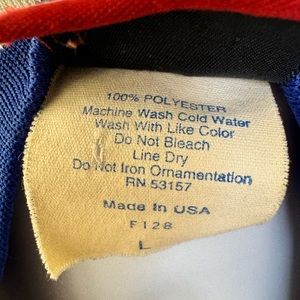 100% POLYESTER
Machine Wash Cold Water
Wash With Like Color
Do Not Bleach
Line Dry
Do Not Iron Ornamentation
RN 53157
Made In USA
F128
L